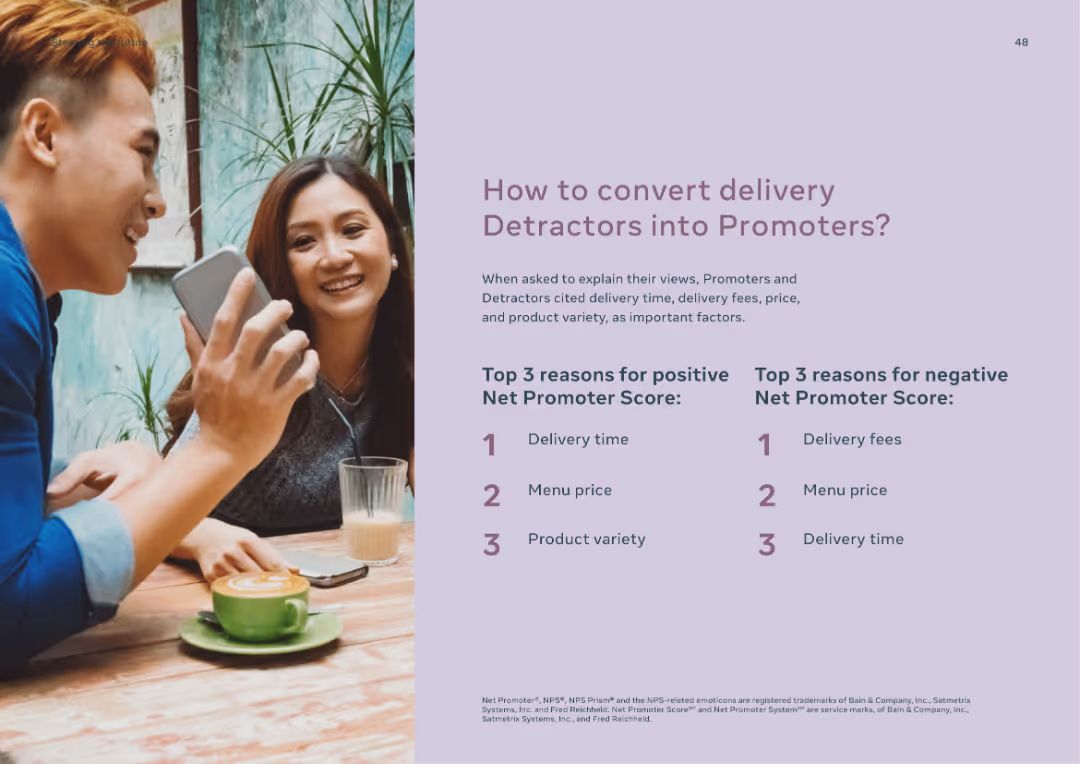 48
How to convert delivery
Detractors into Promoters?
When asked to explain their views, Promoters and
Detractors cited delivery time, delivery fees, price,
and product variety, as important factors.
Top 3 reasons for positive
Net Promoter Score:
1 Delivery time
2 Menu price
3 Product variety
Top 3 reasons for negative
Net Promoter Score:
1 Delivery fees
2 Menu price
3 Delivery time
Net Promoter®, NPS®, NPS Prism® and the NPS-related emoticons are registered trademarks of Bain & Company, Inc., Satmetrix
Systems, Inc. and Fred Reichheld. Net Promoter Score℠ and Net Promoter System℠ are service marks, of Bain & Company, Inc.,
Satmetrix Systems, Inc., and Fred Reichheld.